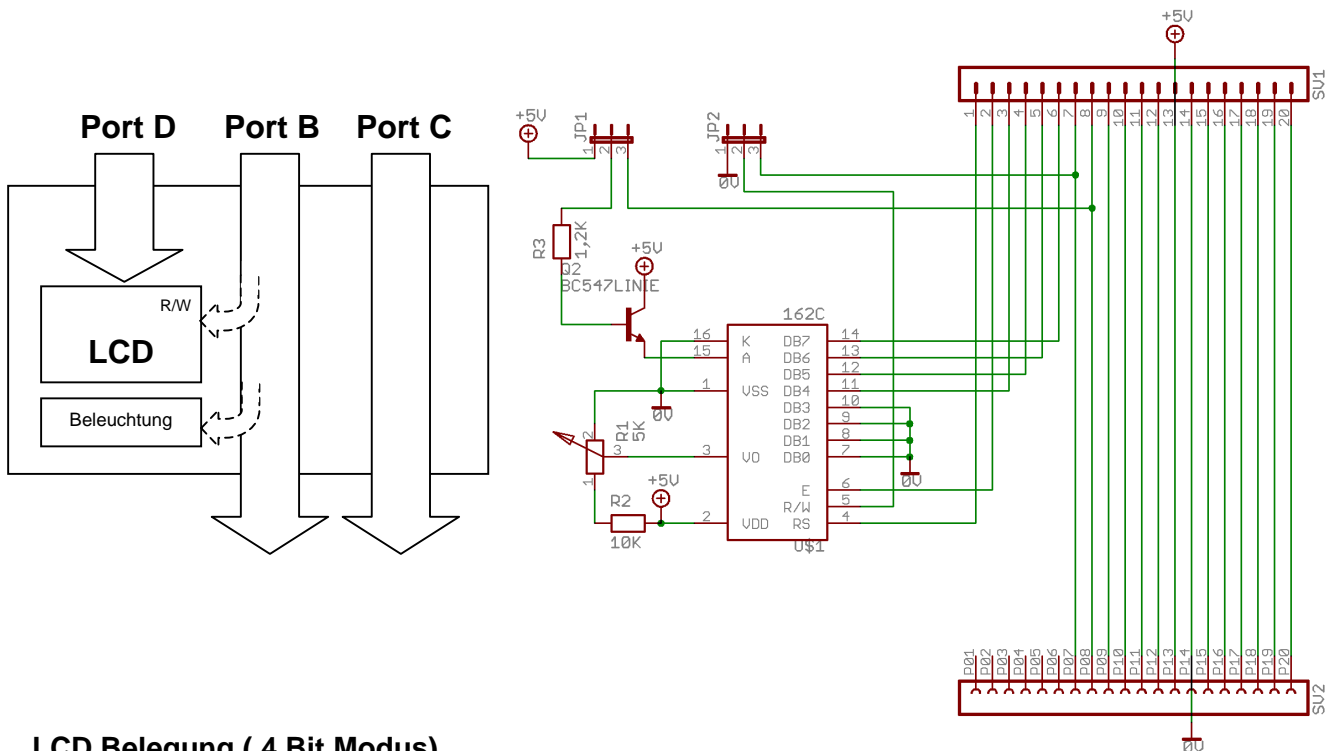 Port D
Port B
Port C
R/W
LCD
Beleuchtung
LCD Belegung ( 4 Bit Modus)
+5V
JP1
1
2
3
JP2
1
2
3
0V
R3
1,2K
Q2
BC547LINIE
+5V
162C
16 K
15 A
1 VSS
3 VO
2 VDD
DB7 14
DB6 13
DB5 12
DB4 11
DB3 10
DB2 9
DB1 8
DB0 7
E 6
R/W 5
RS 4
U$1
0V
R1
5K
2
3
1
R2
10K
+5V
0V
+5V
SV1
1
2
3
4
5
6
7
8
9
10
11
12
13
14
15
16
17
18
19
20
P01
P02
P03
P04
P05
P06
P07
P08
P09
P10
P11
P12
P13
P14
P15
P16
P17
P18
P19
P20
SV2
0V